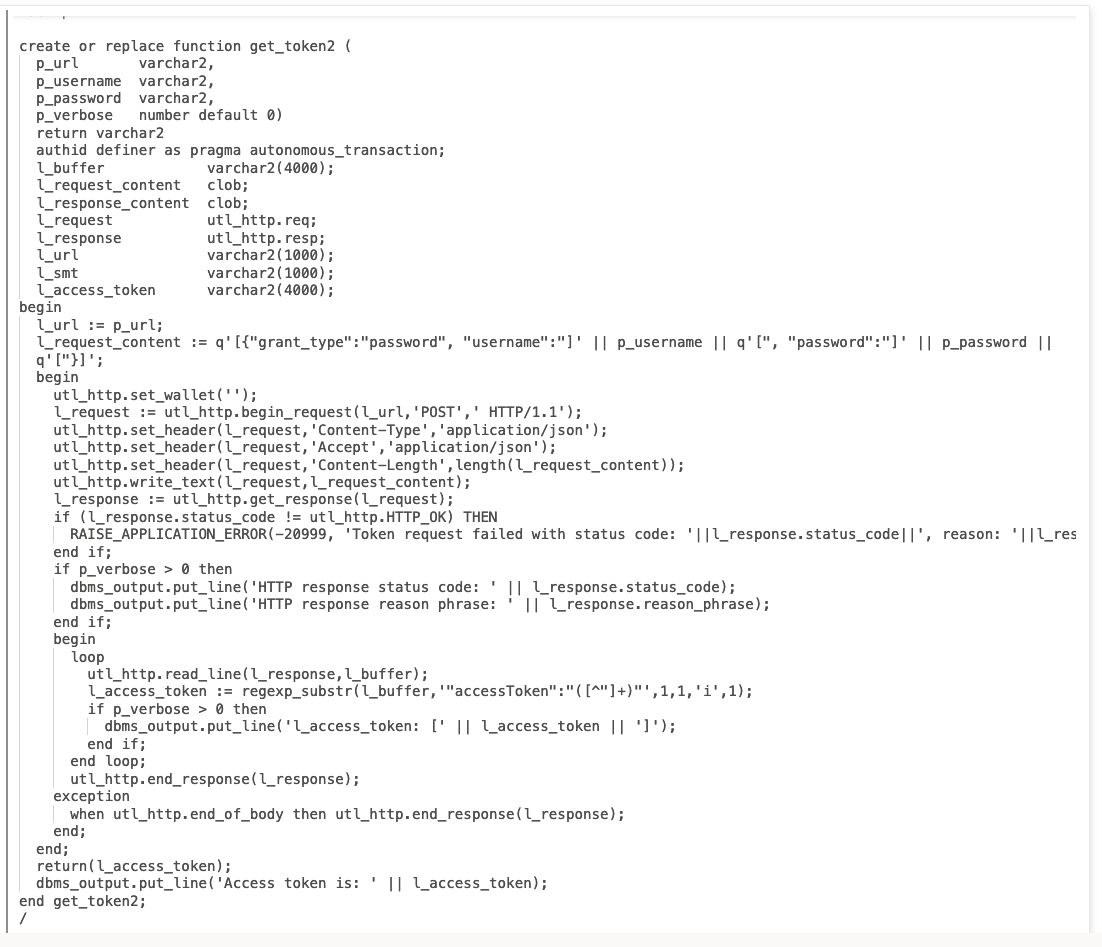 create or replace function get_token2 (
  p_url       varchar2,
  p_username  varchar2,
  p_password  varchar2,
  p_verbose   number default 0)
  return varchar2
  authid definer as pragma autonomous_transaction;
  l_buffer            varchar2(4000);
  l_request_content   clob;
  l_response_content  clob;
  l_request           utl_http.req;
  l_response          utl_http.resp;
  l_url               varchar2(1000);
  l_smt               varchar2(1000);
  l_access_token      varchar2(4000);
begin
  l_url := p_url;
  l_request_content := q'[{"grant_type":"password", "username":"]' || p_username || q'[", "password":"]' || p_password ||
  q'["}]';
  begin
    utl_http.set_wallet('');
    l_request := utl_http.begin_request(l_url,'POST',' HTTP/1.1');
    utl_http.set_header(l_request,'Content-Type','application/json');
    utl_http.set_header(l_request,'Accept','application/json');
    utl_http.set_header(l_request,'Content-Length',length(l_request_content));
    utl_http.write_text(l_request,l_request_content);
    l_response := utl_http.get_response(l_request);
    if (l_response.status_code != utl_http.HTTP_OK) THEN
      RAISE_APPLICATION_ERROR(-20999, 'Token request failed with status code: '||l_response.status_code||', reason: '||l_res
    end if;
    if p_verbose > 0 then
      dbms_output.put_line('HTTP response status code: ' || l_response.status_code);
      dbms_output.put_line('HTTP response reason phrase: ' || l_response.reason_phrase);
    end if;
    begin
      loop
        utl_http.read_line(l_response,l_buffer);
        l_access_token := regexp_substr(l_buffer,'"accessToken":"([^"]+)"',1,1,'i',1);
        if p_verbose > 0 then
          dbms_output.put_line('l_access_token: [' || l_access_token || ']');
        end if;
      end loop;
      utl_http.end_response(l_response);
    exception
      when utl_http.end_of_body then utl_http.end_response(l_response);
    end;
  end;
  return(l_access_token);
  dbms_output.put_line('Access token is: ' || l_access_token);
end get_token2;
/